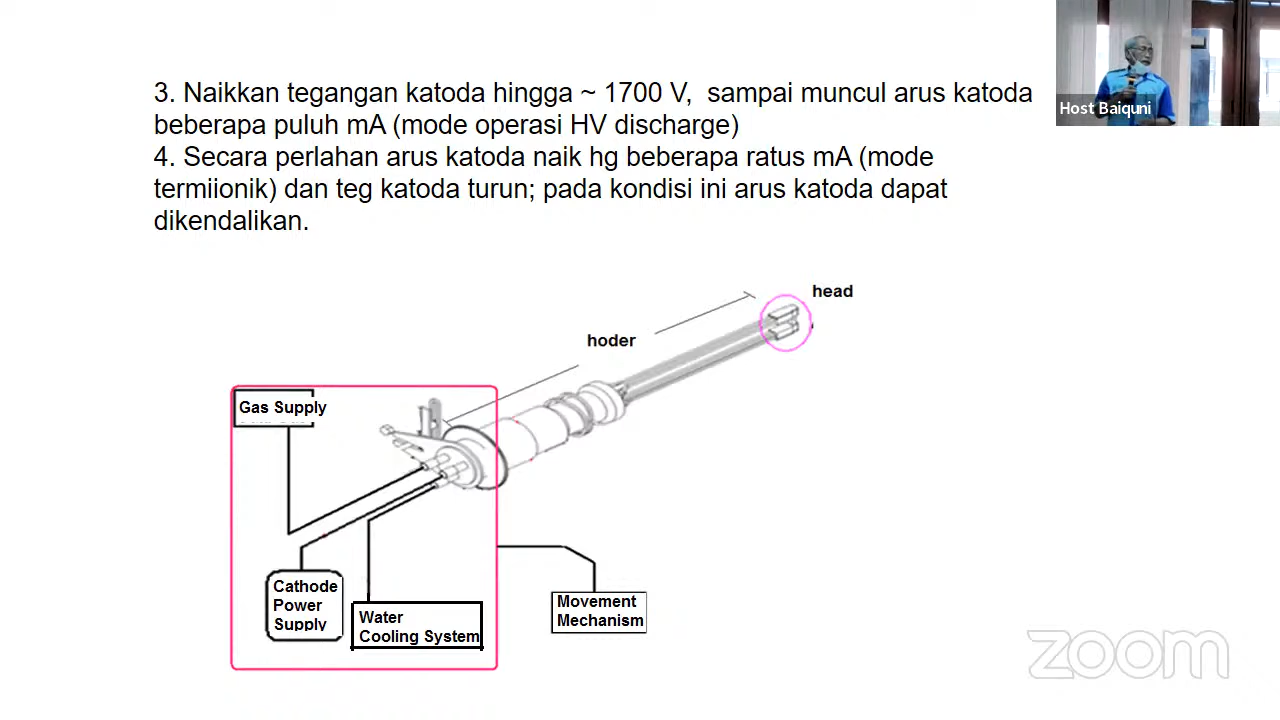 3. Naikkan tegangan katoda hingga ~ 1700 V,  sampai muncul arus katoda
beberapa puluh mA (mode operasi HV discharge)
4. Secara perlahan arus katoda naik hg beberapa ratus mA (mode
termiionik) dan teg katoda turun; pada kondisi ini arus katoda dapat
dikendalikan.
Host Baiquni
head
hoder
Gas Supply
Cathode
Power
Supply
Water
Cooling System
Movement
Mechanism
zoom